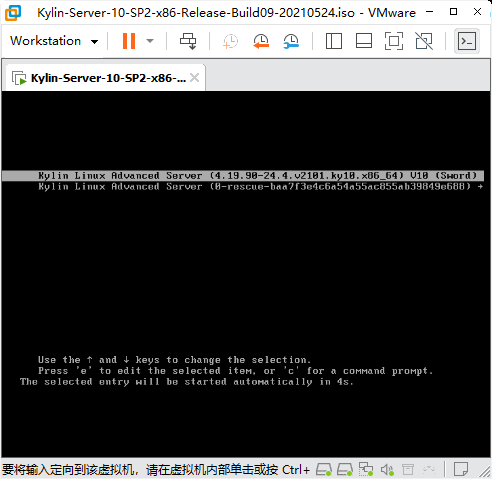 Kylin-Server-10-SP2-x86-Release-Build09-20210524.iso - VMware
Workstation
Kylin-Server-10-SP2-x86-...
Kylin Linux Advanced Server (4.19.90-24.4.v2101.ky10.x86_64) V10 (Sword)
Kylin Linux Advanced Server (0-rescue-baa7f3e4c6a54a55ac855ab39849e688) →
Use the ↑ and ↓ keys to change the selection.
Press 'e' to edit the selected item, or 'c' for a command prompt.
The selected entry will be started automatically in 4s.
要将输入定向到该虚拟机，请在虚拟机内部单击或按 Ctrl+